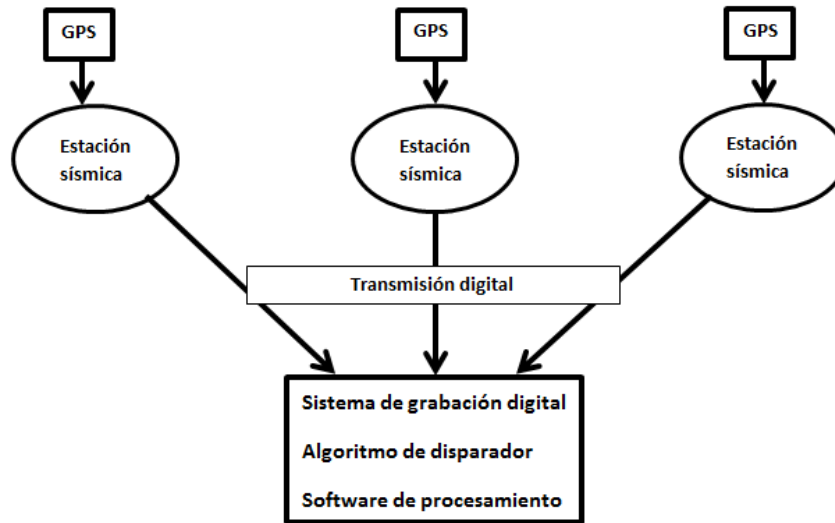 GPS
GPS
GPS
Estación
sísmica
Estación
sísmica
Estación
sísmica
Transmisión digital
Sistema de grabación digital
Algoritmo de disparador
Software de procesamiento